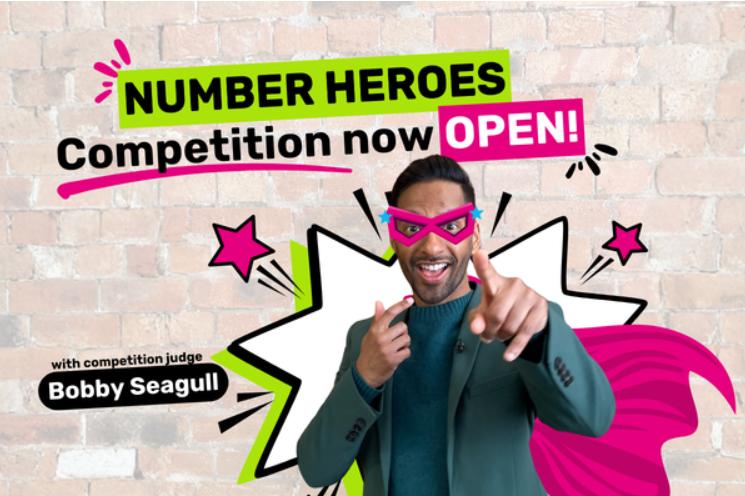 NUMBER HEROES
Competition now OPEN!
with competition judge
Bobby Seagull